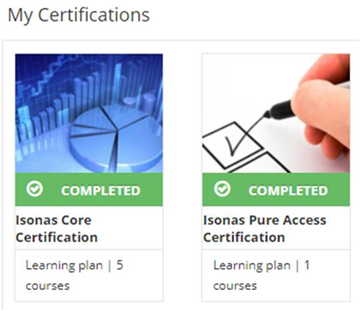 My Certifications
COMPLETED
COMPLETED
Isonas Core
Certification
Isonas Pure Access
Certification
Learning plan | 5
courses
Learning plan | 1
courses